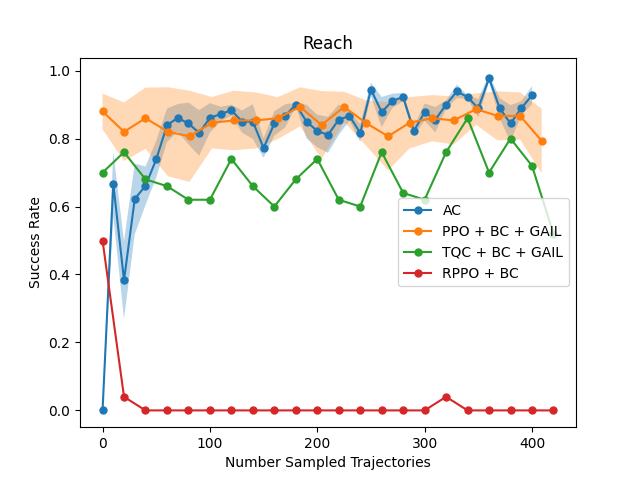 Reach
1.0
0.8
0.6
0.4
0.2
0.0
Success Rate
AC
PPO + BC + GAIL
TQC + BC + GAIL
RPPO + BC
0 100 200 300 400
Number Sampled Trajectories